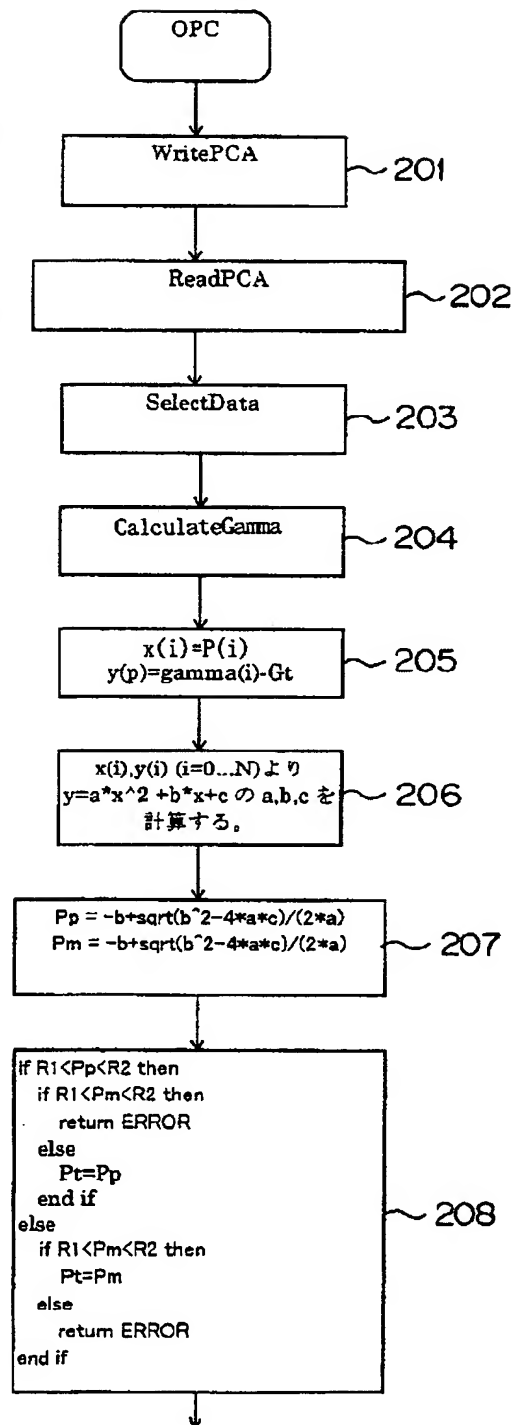 OPC
WritePCA
201
ReadPCA
202
SelectData
203
CalculateGamma
204
x(i)=P(i)
y(p)=gamma(i)-Gt
205
x(i),y(i) (i=0...N)より
y=a*x^2 +b*x+c の a,b,c を
計算する。
206
Pp = -b+sqrt(b^2-4*a*c)/(2*a)
Pm = -b+sqrt(b^2-4*a*c)/(2*a)
207
if R1<Pp<R2 then
if R1<Pm<R2 then
return ERROR
else
Pt=Pp
end if
else
if R1<Pm<R2 then
Pt=Pm
else
return ERROR
end if
208